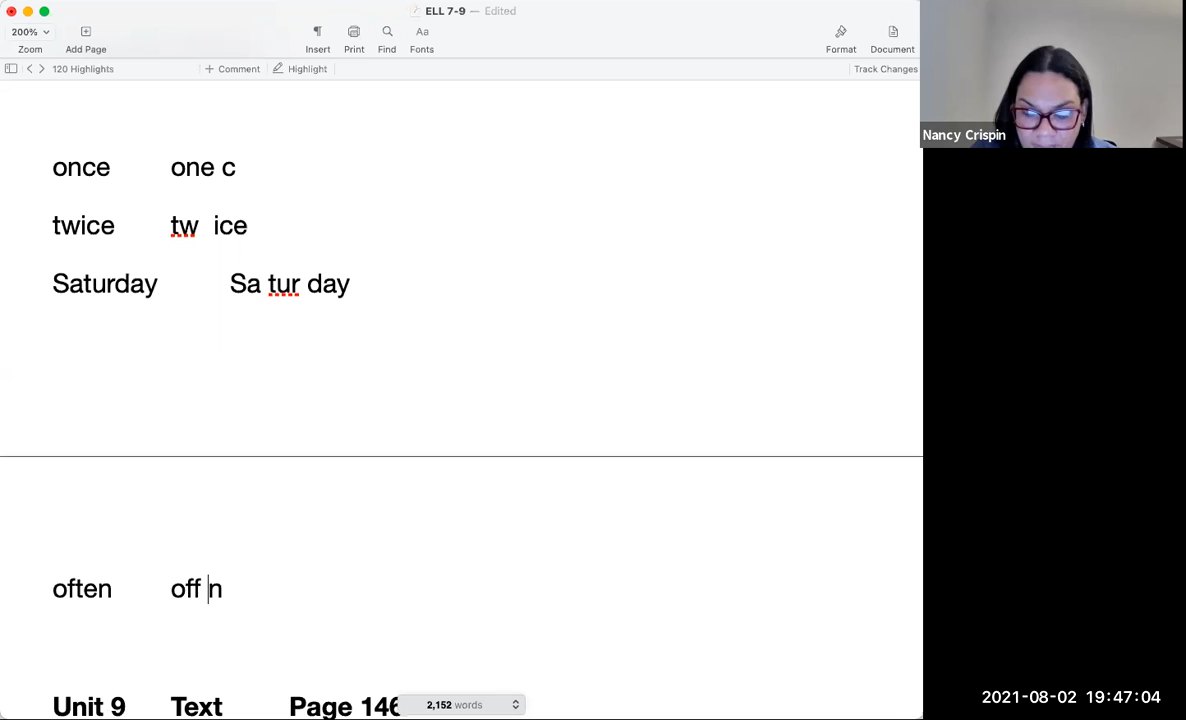 ELL 7-9 — Edited
200%
Zoom
Add Page
Insert
Print
Find
Aa
Fonts
Format
Document
120 Highlights
Comment
Highlight
Track Changes
Nancy Crispin
once one c
twice tw ice
Saturday Sa tur day
often off n
Unit 9 Text Page 146
2,152 words
2021-08-02 19:47:04